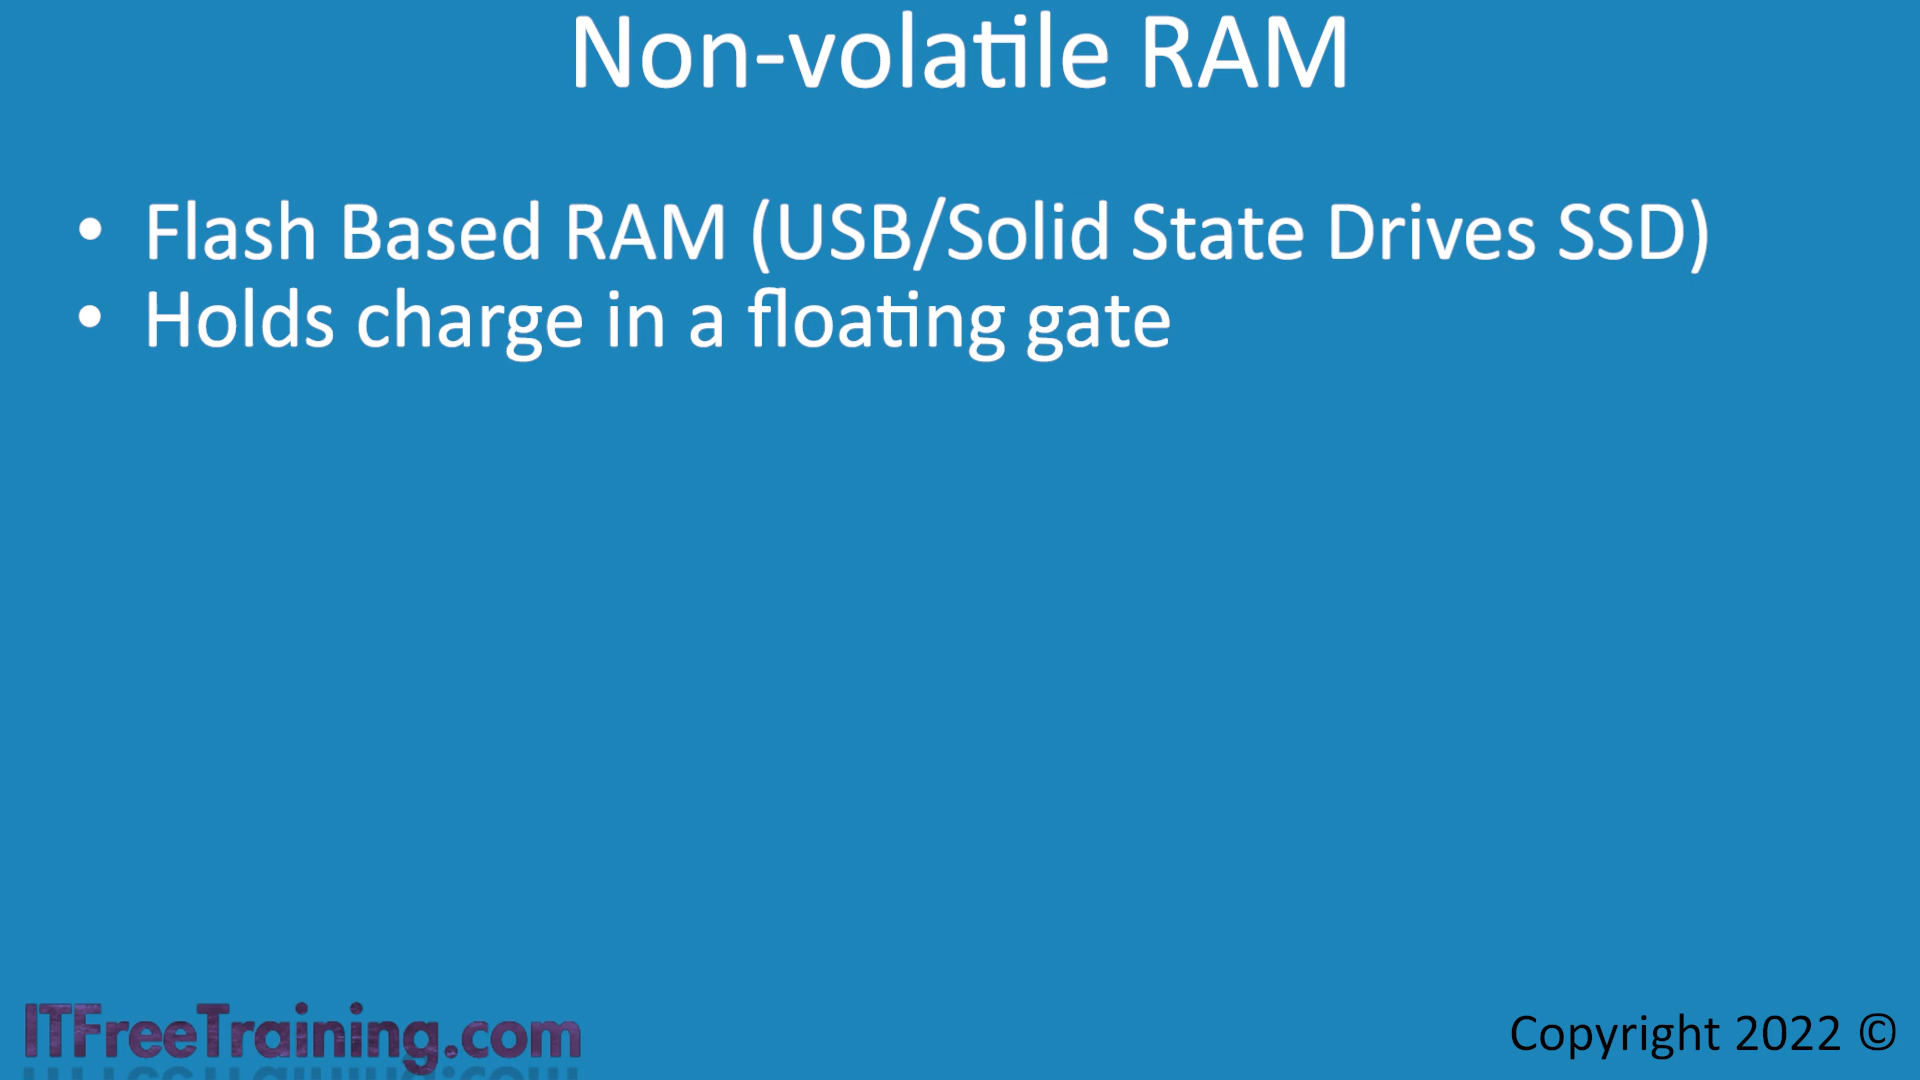 Non-volatile RAM
• Flash Based RAM (USB/Solid State Drives SSD)
• Holds charge in a floating gate
ITFreeTraining.com
Copyright 2022 ©